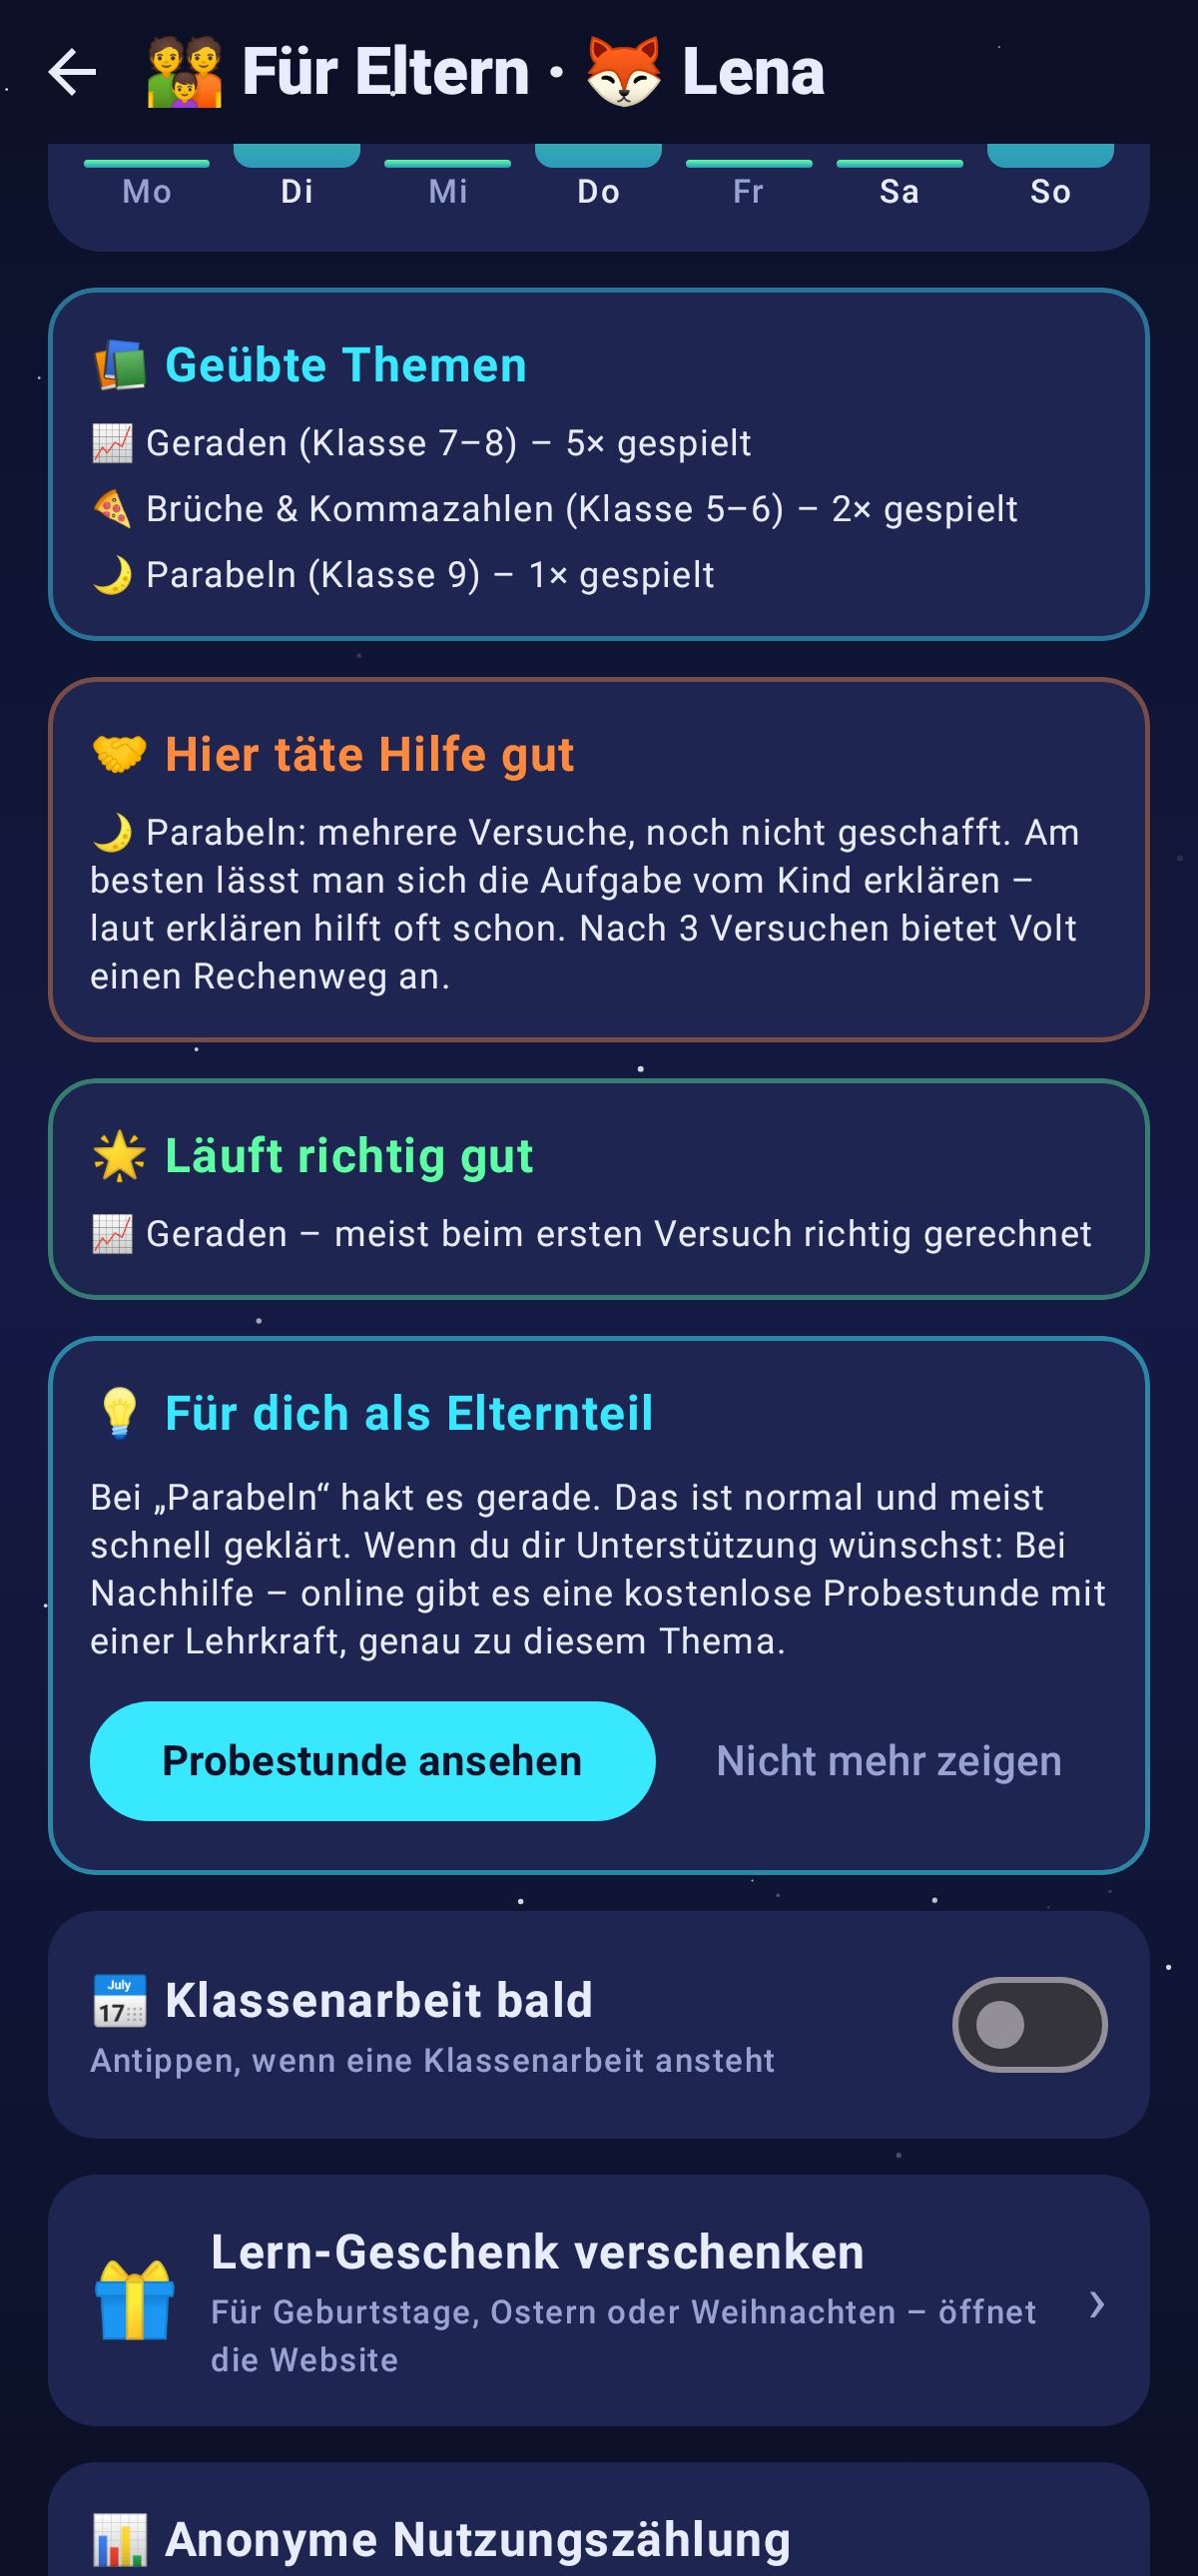 Für Eltern · Lena
Mo Di Mi Do Fr Sa So
Geübte Themen
Geraden (Klasse 7–8) – 5× gespielt
Brüche & Kommazahlen (Klasse 5–6) – 2× gespielt
Parabeln (Klasse 9) – 1× gespielt
Hier täte Hilfe gut
Parabeln: mehrere Versuche, noch nicht geschafft. Am
besten lässt man sich die Aufgabe vom Kind erklären –
laut erklären hilft oft schon. Nach 3 Versuchen bietet Volt
einen Rechenweg an.
Läuft richtig gut
Geraden – meist beim ersten Versuch richtig gerechnet
Für dich als Elternteil
Bei „Parabeln“ hakt es gerade. Das ist normal und meist
schnell geklärt. Wenn du dir Unterstützung wünschst: Bei
Nachhilfe – online gibt es eine kostenlose Probestunde mit
einer Lehrkraft, genau zu diesem Thema.
Probestunde ansehen
Nicht mehr zeigen
July
17
Klassenarbeit bald
Antippen, wenn eine Klassenarbeit ansteht
Lern-Geschenk verschenken
Für Geburtstage, Ostern oder Weihnachten – öffnet
die Website
Anonyme Nutzungszählung